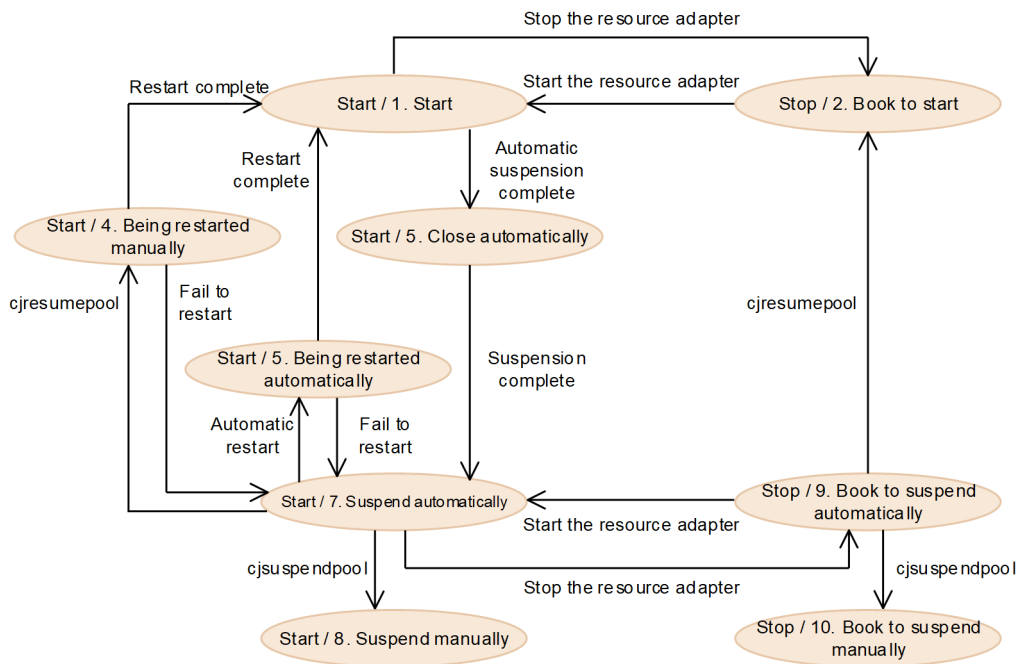 Stop the resource adapter
Restart complete
Start / 1. Start
Start the resource adapter
Stop / 2. Book to start
Restart
complete
Automatic
suspension
complete
Start / 4. Being restarted
manually
Start / 5. Close automatically
cjresumepool
Fail to
restart
cjresumepool
Start / 5. Being restarted
automatically
Suspension
complete
Automatic
restart
Fail to
restart
Start / 7. Suspend automatically
Start the resource adapter
Stop / 9. Book to suspend
automatically
cjsuspendpool
Stop the resource adapter
cjsuspendpool
Start / 8. Suspend manually
Stop / 10. Book to suspend
manually